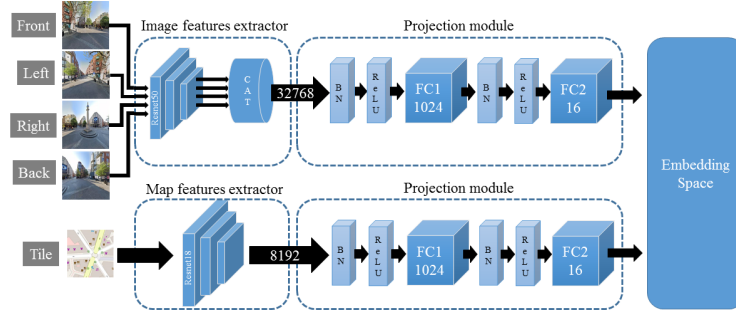 Image features extractor
Projection module
Front
Left
Right
Back
Resnet50
CAT
32768
BN
ReLU
FC1
1024
BN
ReLU
FC2
16
Embedding
Space
Map features extractor
Projection module
Tile
Resnet18
8192
BN
ReLU
FC1
1024
BN
ReLU
FC2
16